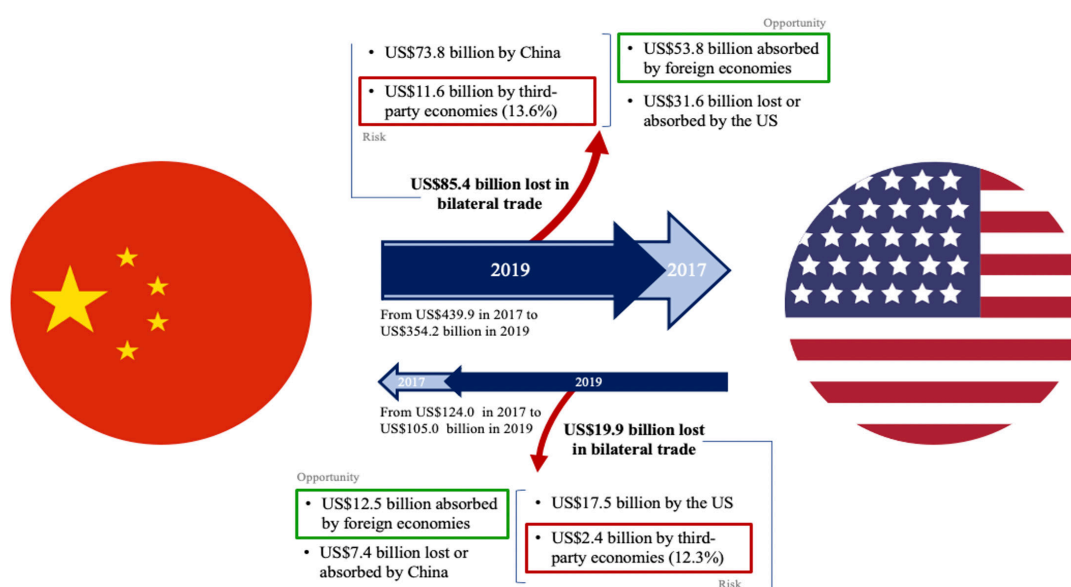 Opportunity
• US$73.8 billion by China
• US$11.6 billion by third-
party economies (13.6%)
Risk
• US$53.8 billion absorbed
by foreign economies
• US$31.6 billion lost or
absorbed by the US
US$85.4 billion lost in
bilateral trade
2019
2017
From US$439.9 in 2017 to
US$354.2 billion in 2019
2017
2019
From US$124.0 in 2017 to
US$105.0 billion in 2019
US$19.9 billion lost
in bilateral trade
Opportunity
• US$12.5 billion absorbed
by foreign economies
• US$7.4 billion lost or
absorbed by China
• US$17.5 billion by the US
• US$2.4 billion by third-
party economies (12.3%)
Risk